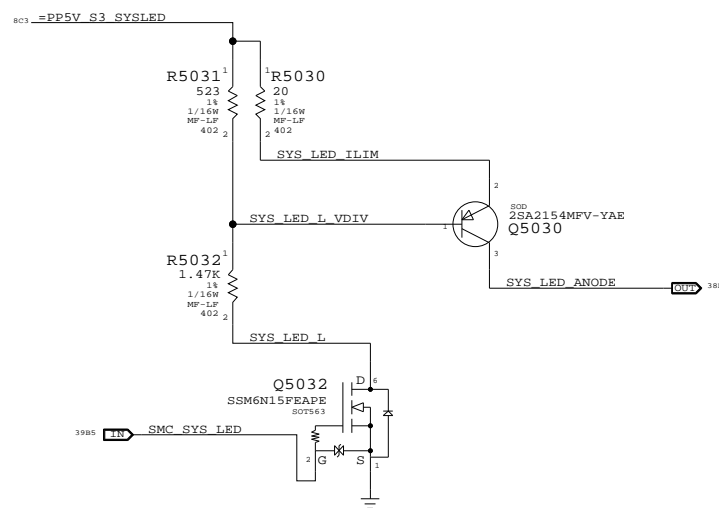 8C3 =PP5V_S3_SYSLED
R5031
523
1%
1/16W
MF-LF
402
1
2
R5030
20
1%
1/16W
MF-LF
402
1
2
SYS_LED_ILIM
2
SOD
2SA2154MFV-YAE
Q5030
1
3
SYS_LED_L_VDIV
R5032
1.47K
1%
1/16W
MF-LF
402
1
2
SYS_LED_ANODE
OUT
SYS_LED_L
Q5032
SSM6N15FEAPE
SOT563
D 6
39B5 IN SMC_SYS_LED
2 G S 1